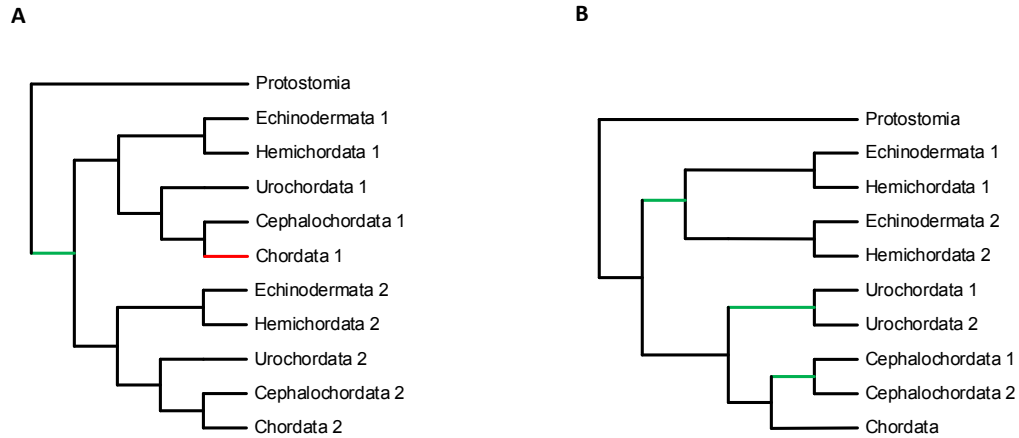 A
Protostomia
Echinodermata 1
Hemichordata 1
Urochordata 1
Cephalochordata 1
Chordata 1
Echinodermata 2
Hemichordata 2
Urochordata 2
Cephalochordata 2
Chordata 2
B
Protostomia
Echinodermata 1
Hemichordata 1
Echinodermata 2
Hemichordata 2
Urochordata 1
Urochordata 2
Cephalochordata 1
Cephalochordata 2
Chordata